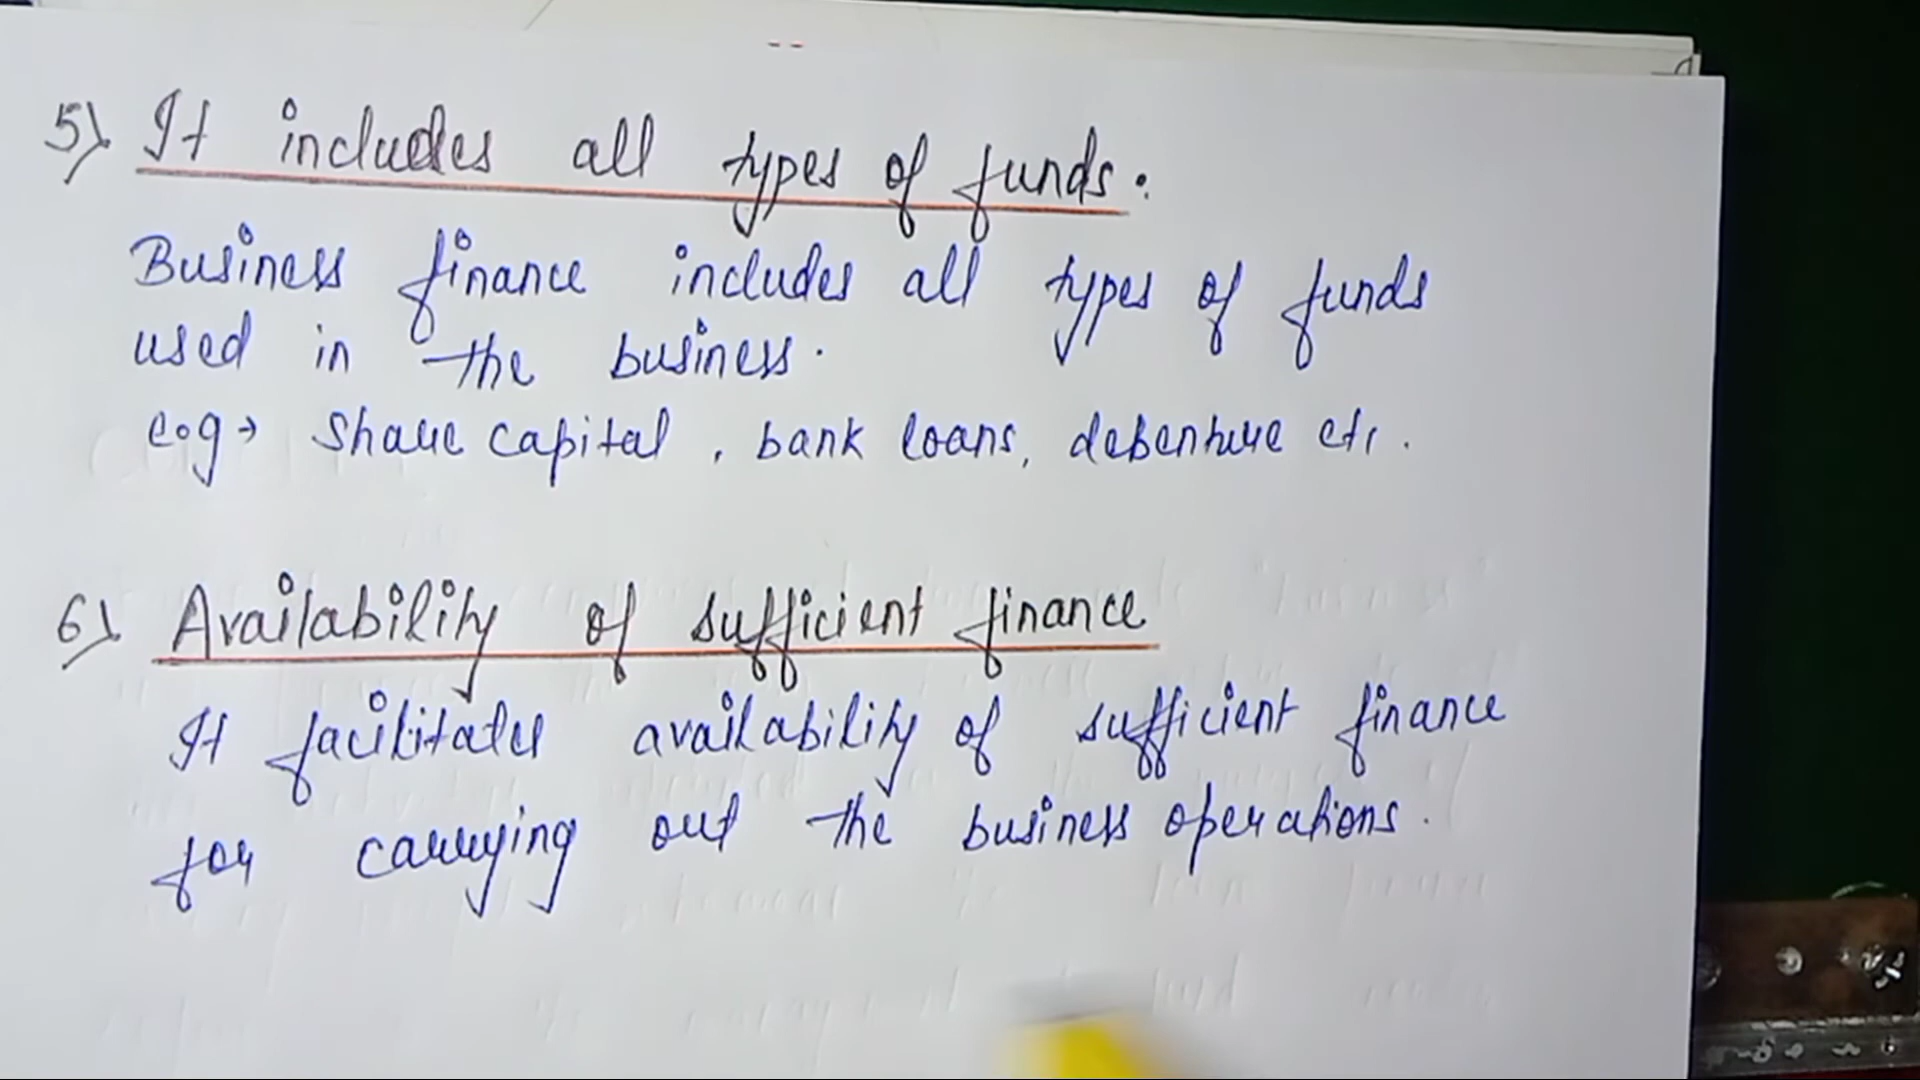 5) It includes all types of funds.
Business finance includes all types of funds
used in the business.
e.g → Share capital, bank loans, debenture etc.
6) Availability of sufficient finance
It facilitates availability of sufficient finance
for carrying out the business operations.